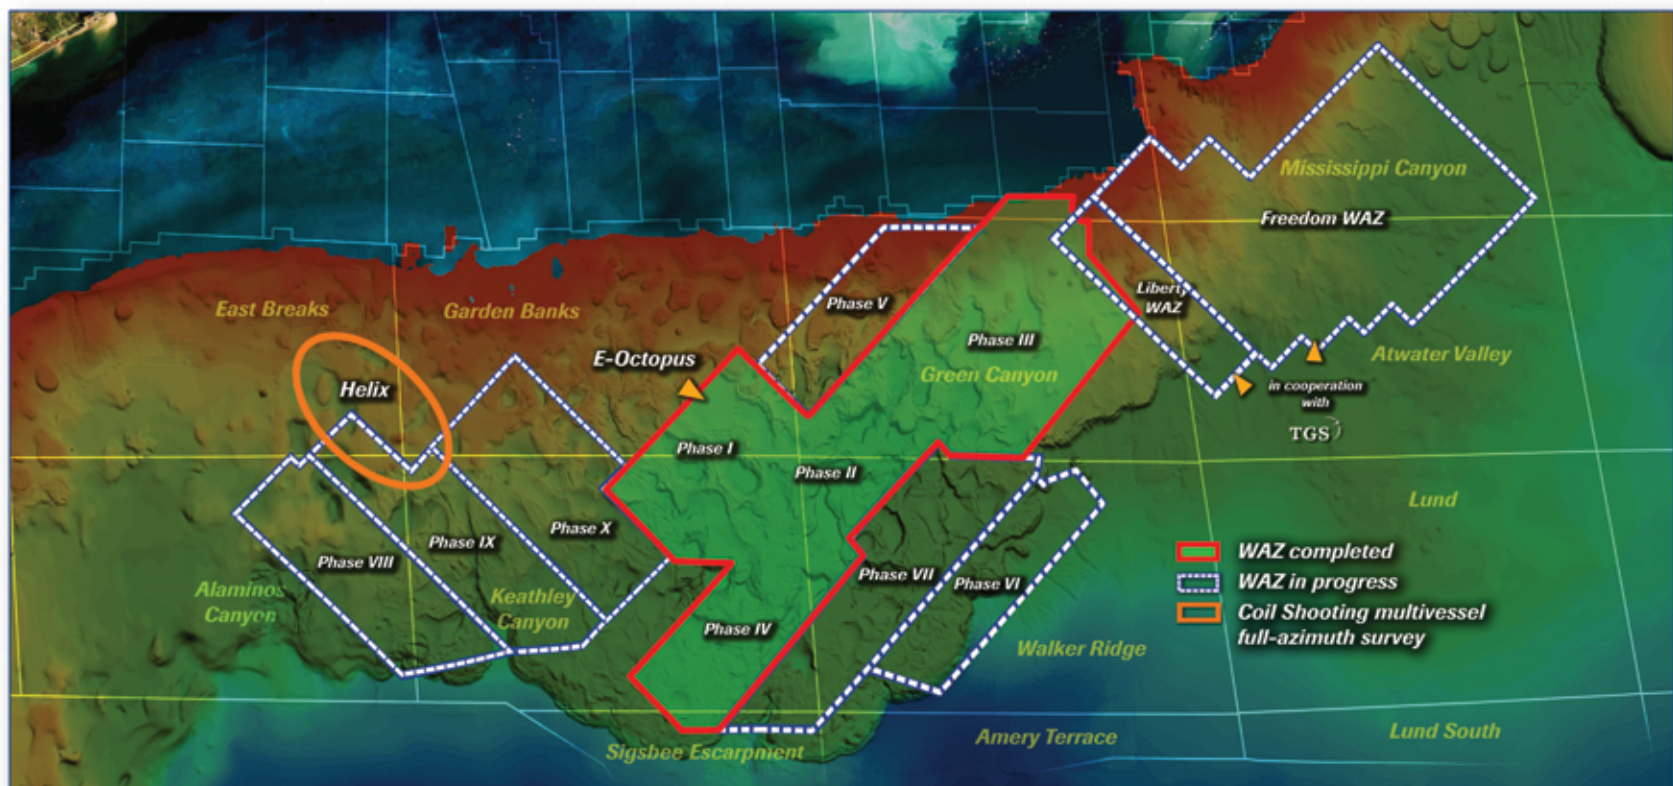 Mississippi Canyon
Freedom WAZ
East Breaks
Garden Banks
Phase V
Liberty
WAZ
Phase III
E-Octopus
Green Canyon
Atwater Valley
Helix
in cooperation
with
TGS
Phase I
Phase II
Lund
Phase X
Phase IX
Phase VIII
Phase VII
Phase VI
WAZ completed
WAZ in progress
Coil Shooting multivessel
full-azimuth survey
Alaminos
Canyon
Keathley
Canyon
Phase IV
Walker Ridge
Amery Terrace
Lund South
Sigsbee Escarpment